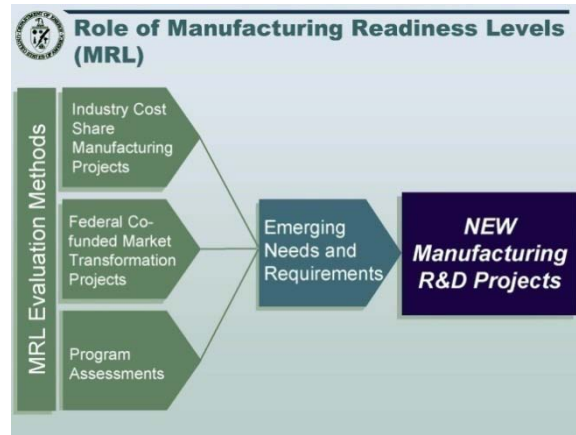 Role of Manufacturing Readiness Levels
(MRL)
MRL Evaluation Methods
Industry Cost
Share
Manufacturing
Projects
Federal Co-
funded Market
Transformation
Projects
Program
Assessments
Emerging
Needs and
Requirements
NEW
Manufacturing
R&D Projects